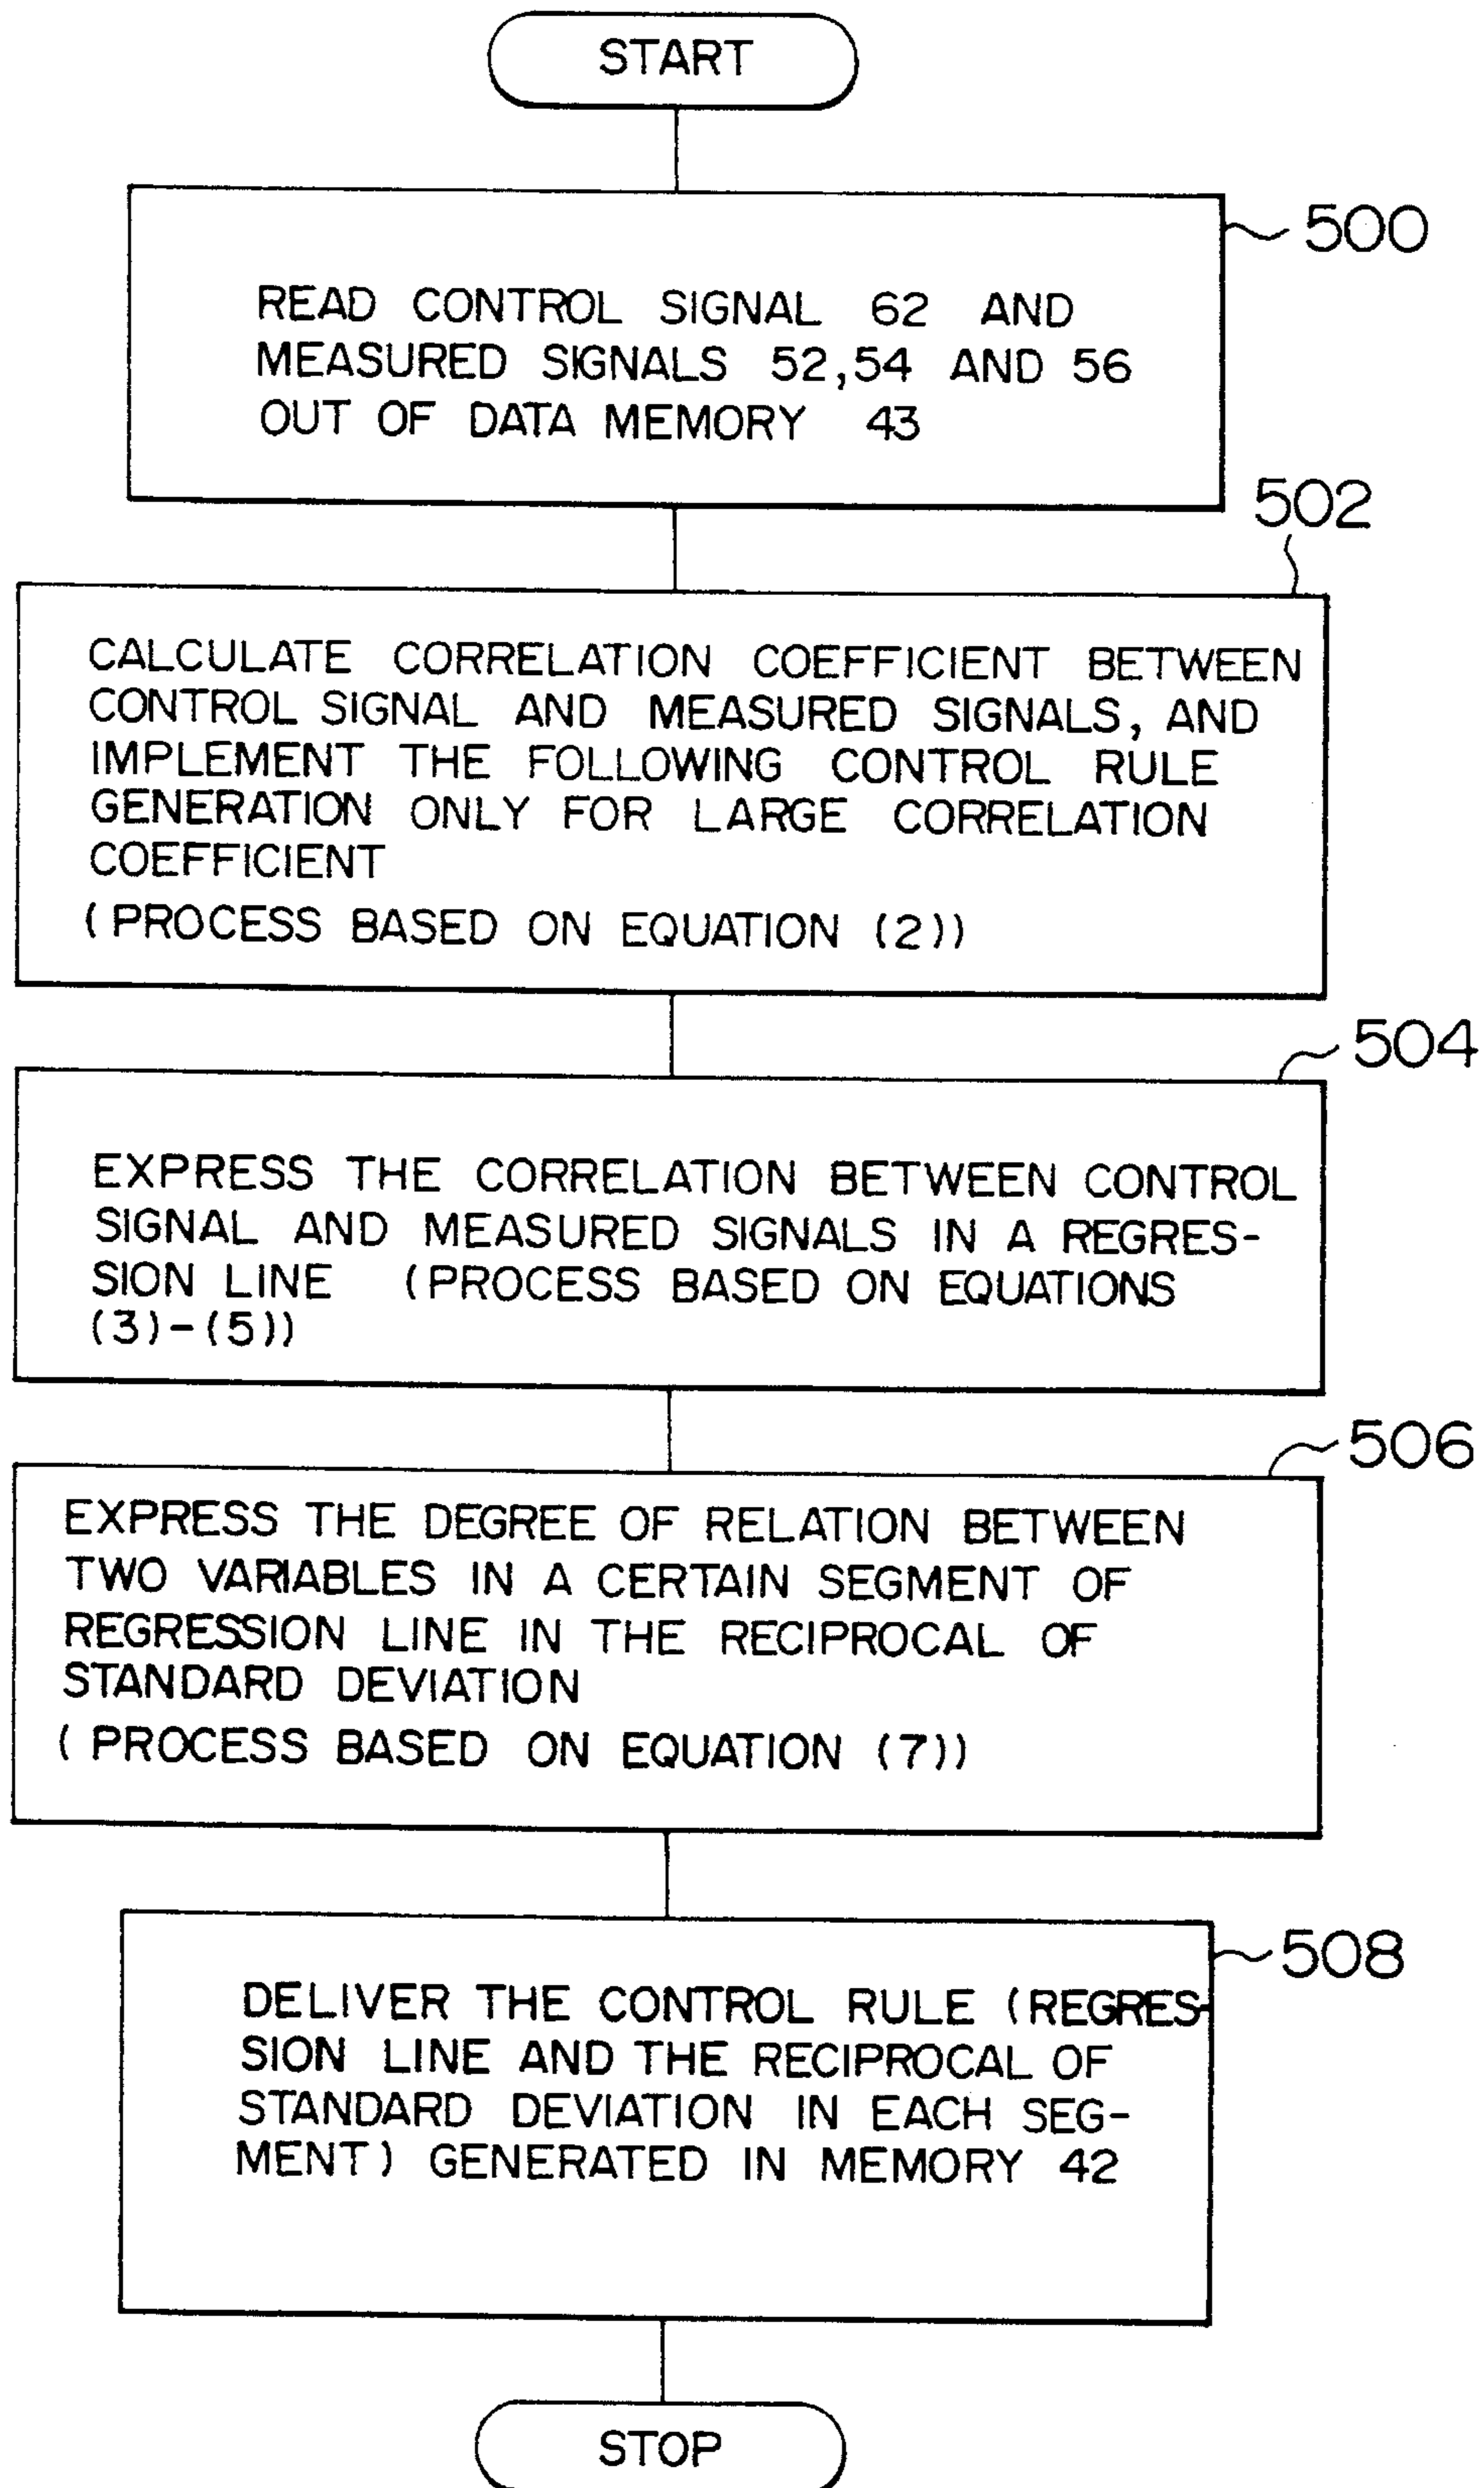 START
500
READ CONTROL SIGNAL 62 AND
MEASURED SIGNALS 52,54 AND 56
OUT OF DATA MEMORY 43
502
CALCULATE CORRELATION COEFFICIENT BETWEEN
CONTROL SIGNAL AND MEASURED SIGNALS, AND
IMPLEMENT THE FOLLOWING CONTROL RULE
GENERATION ONLY FOR LARGE CORRELATION
COEFFICIENT
(PROCESS BASED ON EQUATION (2))
504
EXPRESS THE CORRELATION BETWEEN CONTROL
SIGNAL AND MEASURED SIGNALS IN A REGRES-
SION LINE (PROCESS BASED ON EQUATIONS
(3)-(5))
506
EXPRESS THE DEGREE OF RELATION BETWEEN
TWO VARIABLES IN A CERTAIN SEGMENT OF
REGRESSION LINE IN THE RECIPROCAL OF
STANDARD DEVIATION
(PROCESS BASED ON EQUATION (7))
508
DELIVER THE CONTROL RULE (REGRES-
SION LINE AND THE RECIPROCAL OF
STANDARD DEVIATION IN EACH SEG-
MENT) GENERATED IN MEMORY 42
STOP